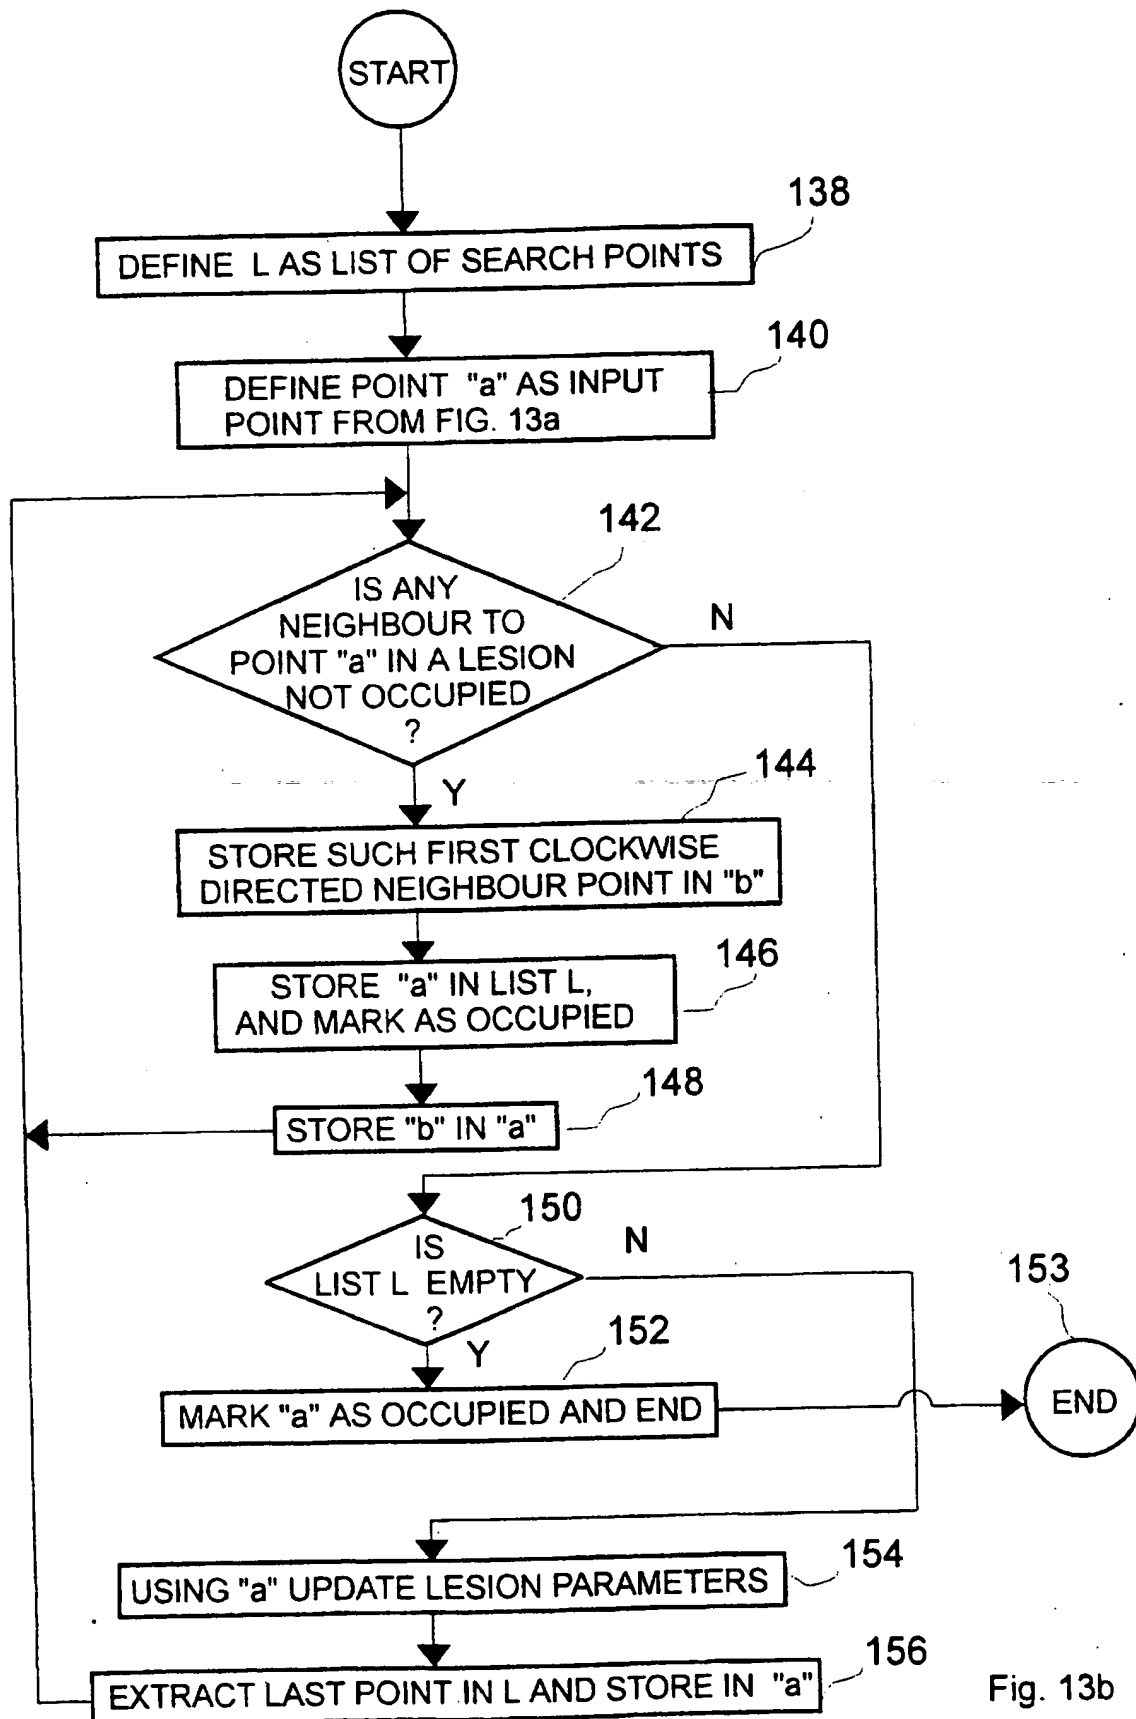 START
138
DEFINE L AS LIST OF SEARCH POINTS
140
DEFINE POINT "a" AS INPUT
POINT FROM FIG. 13a
142
IS ANY
NEIGHBOUR TO
POINT "a" IN A LESION
NOT OCCUPIED
?
N
Y
144
STORE SUCH FIRST CLOCKWISE
DIRECTED NEIGHBOUR POINT IN "b"
146
STORE "a" IN LIST L,
AND MARK AS OCCUPIED
148
STORE "b" IN "a"
150
IS
LIST L EMPTY
?
N
Y
152
MARK "a" AS OCCUPIED AND END
153
END
154
USING "a" UPDATE LESION PARAMETERS
156
EXTRACT LAST POINT IN L AND STORE IN "a"
Fig. 13b